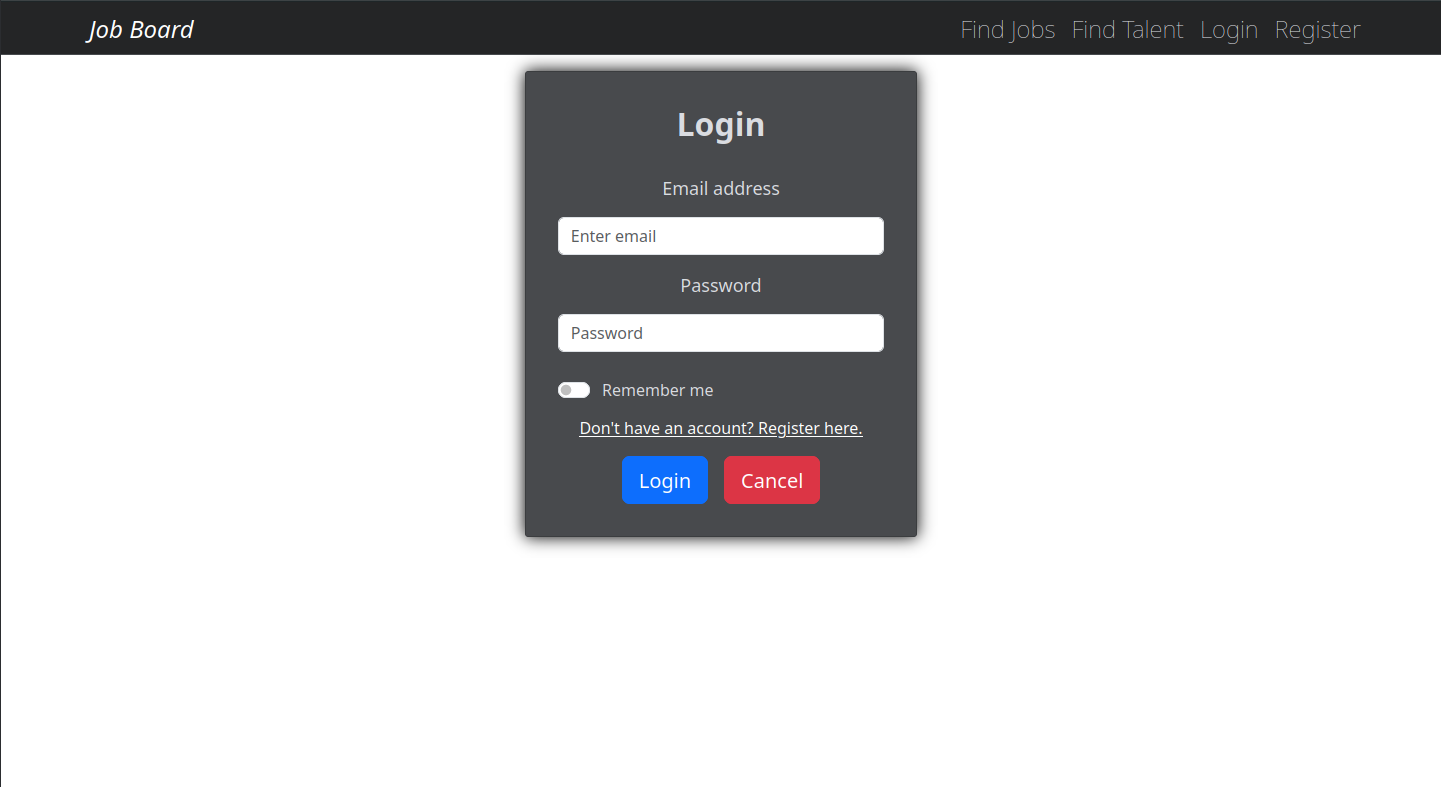 Job Board
Find Jobs Find Talent Login Register
Login
Email address
Enter email
Password
Password
Remember me
Don't have an account? Register here.
Login Cancel